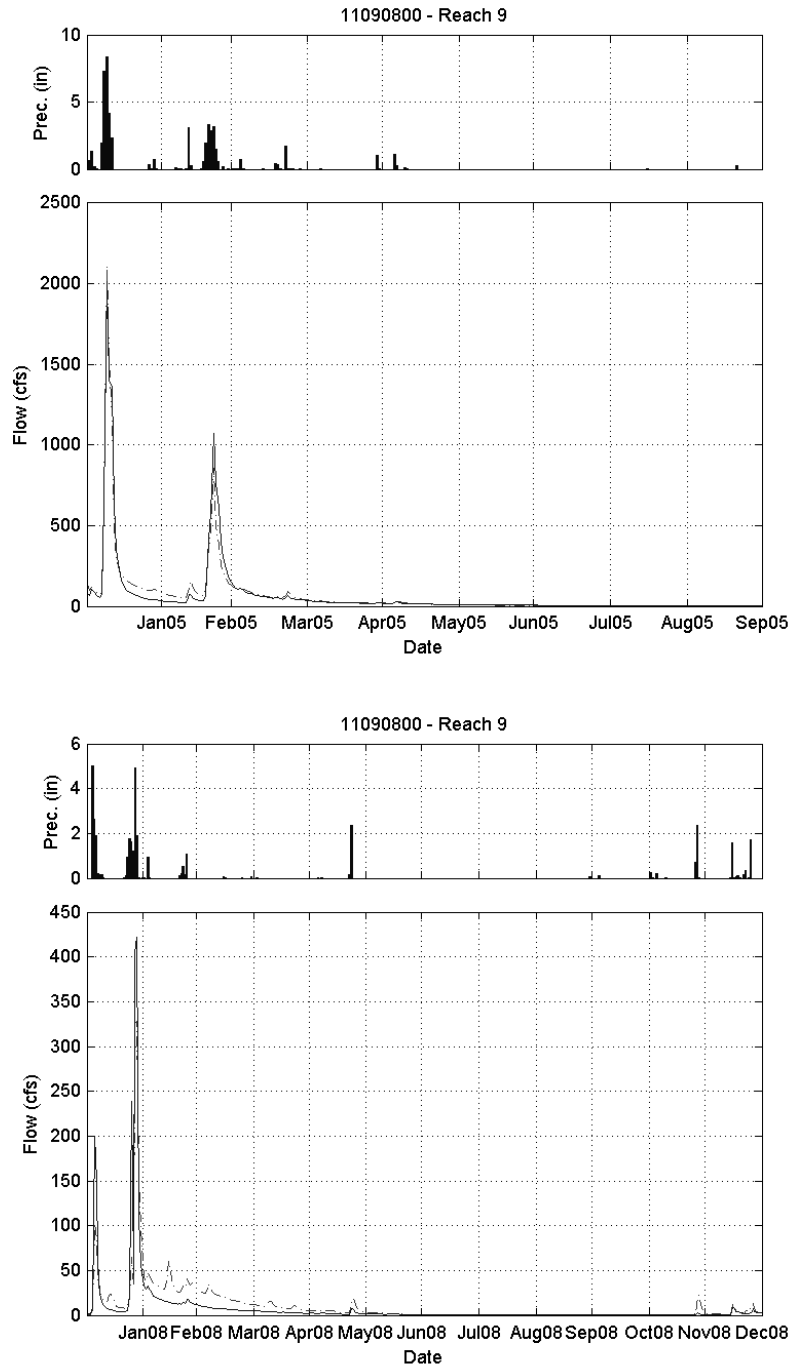 11090800 - Reach 9
10
5
0
Prec. (in)
2500
2000
1500
1000
500
0
Flow (cfs)
Jan05 Feb05 Mar05 Apr05 May05 Jun05 Jul05 Aug05 Sep05
Date
11090800 - Reach 9
6
4
2
0
Prec. (in)
450
400
350
300
250
200
150
100
50
0
Flow (cfs)
Jan08 Feb08 Mar08 Apr08 May08 Jun08 Jul08 Aug08 Sep08 Oct08 Nov08 Dec08
Date